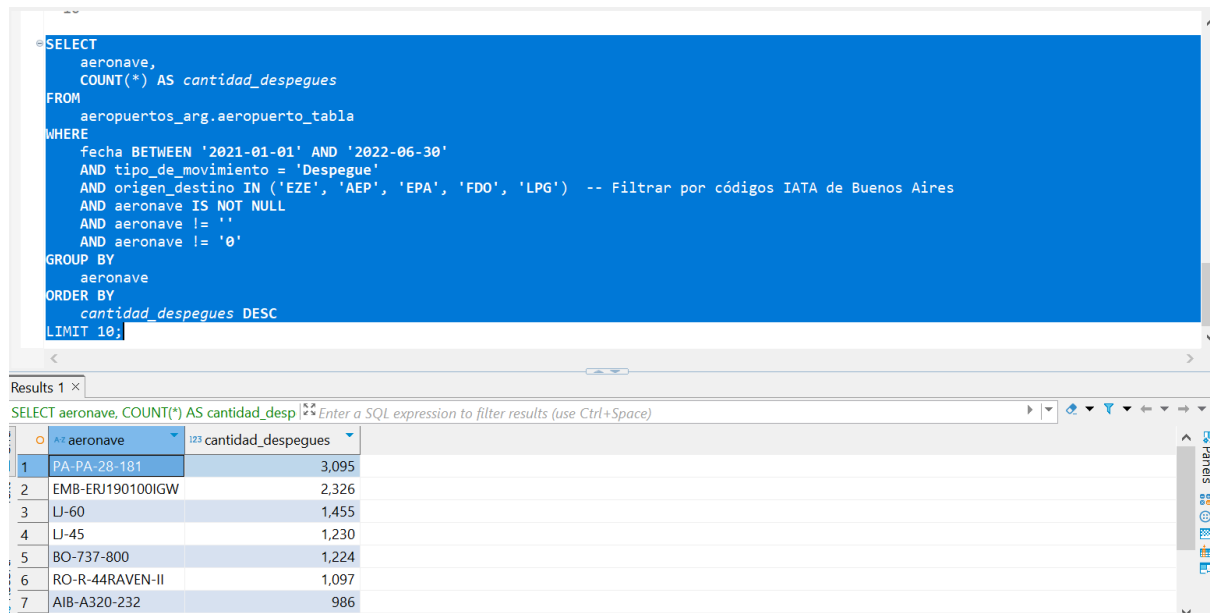 SELECT
aeronave,
COUNT(*) AS cantidad_despegues
FROM
aeropuertos_arg.aeropuerto_tabla
WHERE
fecha BETWEEN '2021-01-01' AND '2022-06-30'
AND tipo_de_movimiento = 'Despegue'
AND origen_destino IN ('EZE', 'AEP', 'EPA', 'FDO', 'LPG')  -- Filtrar por códigos IATA de Buenos Aires
AND aeronave IS NOT NULL
AND aeronave != ''
AND aeronave != '0'
GROUP BY
aeronave
ORDER BY
cantidad_despegues DESC
LIMIT 10;
Results 1 ×
SELECT aeronave, COUNT(*) AS cantidad_desp Enter a SQL expression to filter results (use Ctrl+Space)
A-Z aeronave 123 cantidad_despegues
1 PA-PA-28-181 3,095
2 EMB-ERJ190100IGW 2,326
3 LJ-60 1,455
4 LJ-45 1,230
5 BO-737-800 1,224
6 RO-R-44RAVEN-II 1,097
7 AIB-A320-232 986
Panels